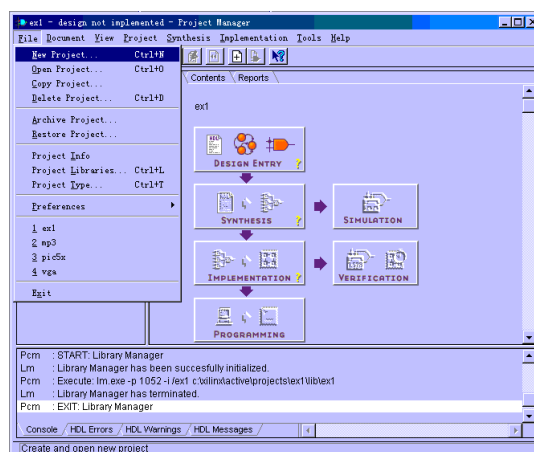 ex1 - design not implemented - Project Manager
File Document View Project Synthesis Implementation Tools Help
New Project... Ctrl+N
Open Project... Ctrl+O
Copy Project...
Delete Project... Ctrl+D
Archive Project...
Restore Project...
Project Info
Project Libraries... Ctrl+L
Project Type... Ctrl+T
Preferences
1 ex1
2 mp3
3 pic5x
4 vga
Exit
Contents Reports
ex1
DESIGN ENTRY
SYNTHESIS
SIMULATION
IMPLEMENTATION
VERIFICATION
PROGRAMMING
Pcm : START: Library Manager
Lm : Library Manager has been succesfully initialized.
Pcm : Execute: lm.exe -p 1052 -i /ex1 c:\xilinx\active\projects\ex1\lib\ex1
Lm : Library Manager has terminated.
Pcm : EXIT: Library Manager
Console HDL Errors HDL Warnings HDL Messages
Create and open new project